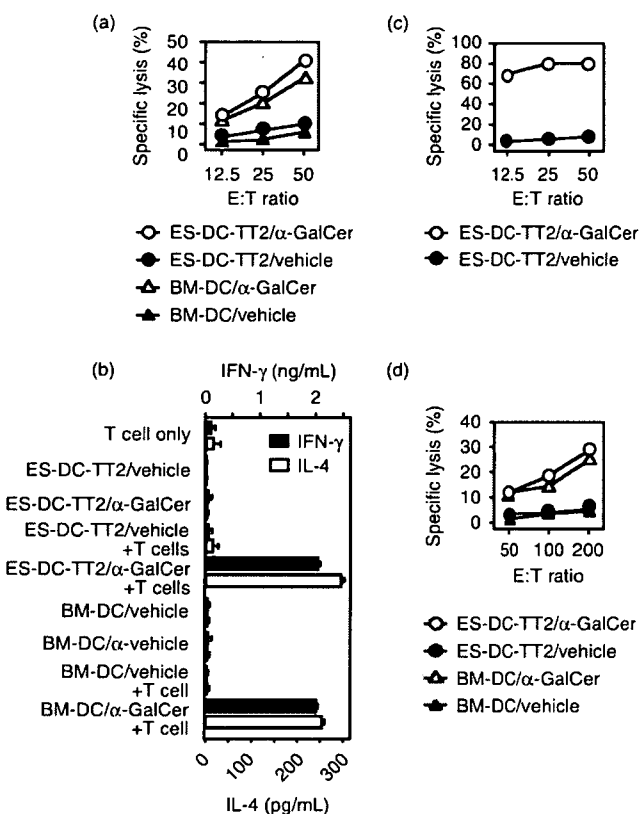 (a)
Specific lysis (%)
50
40
30
20
10
0
12.5 25 50
E:T ratio
ES-DC-TT2/α-GalCer
ES-DC-TT2/vehicle
BM-DC/α-GalCer
BM-DC/vehicle
(c)
Specific lysis (%)
100
80
60
40
20
0
12.5 25 50
E:T ratio
ES-DC-TT2/α-GalCer
ES-DC-TT2/vehicle
(b)
IFN-γ (ng/mL)
0 1 2
IFN-γ
IL-4
T cell only
ES-DC-TT2/vehicle
ES-DC-TT2/α-GalCer
ES-DC-TT2/vehicle
+T cells
ES-DC-TT2/α-GalCer
+T cells
BM-DC/vehicle
BM-DC/α-vehicle
BM-DC/vehicle
+T cell
BM-DC/α-GalCer
+T cell
0 100 200 300
IL-4 (pg/mL)
(d)
Specific lysis (%)
40
30
20
10
0
50 100 200
E:T ratio
ES-DC-TT2/α-GalCer
ES-DC-TT2/vehicle
BM-DC/α-GalCer
BM-DC/vehicle